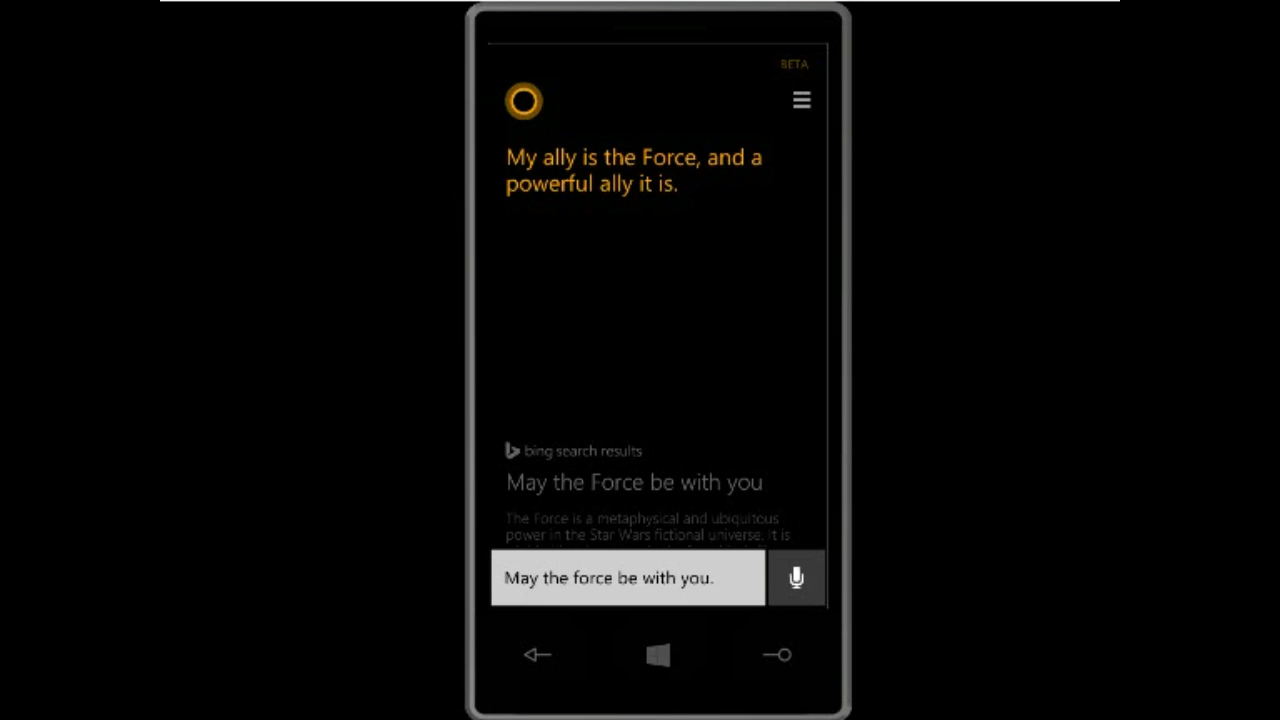 BETA
My ally is the Force, and a
powerful ally it is.
bing search results
May the Force be with you
The Force is a metaphysical and ubiquitous
power in the Star Wars fictional universe. It is
May the force be with you.